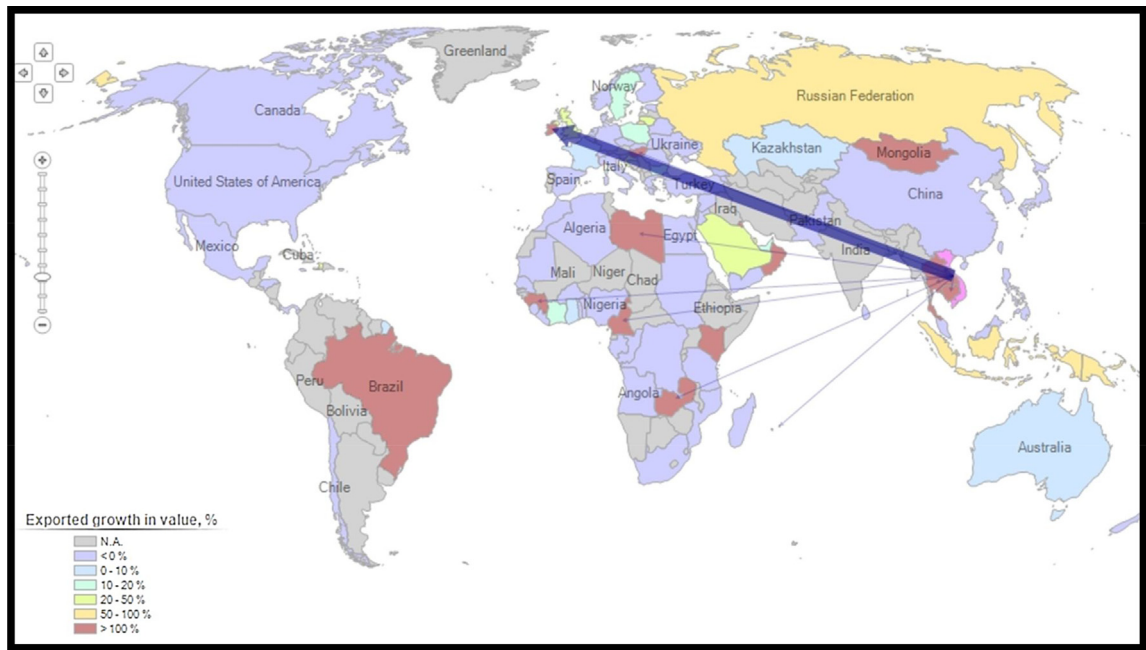 Greenland
Norway
Canada
Russian Federation
Ukraine
Kazakhstan
Mongolia
United States of America
Italy
Spain
Turkey
China
Iraq
Pakistan
Mexico
Cuba
Algeria
Egypt
India
Mali
Niger
Chad
Nigeria
Ethiopia
Peru
Brazil
Angola
Bolivia
Australia
Chile
Exported growth in value, %
N.A.
< 0 %
0 - 10 %
10 - 20 %
20 - 50 %
50 - 100 %
> 100 %